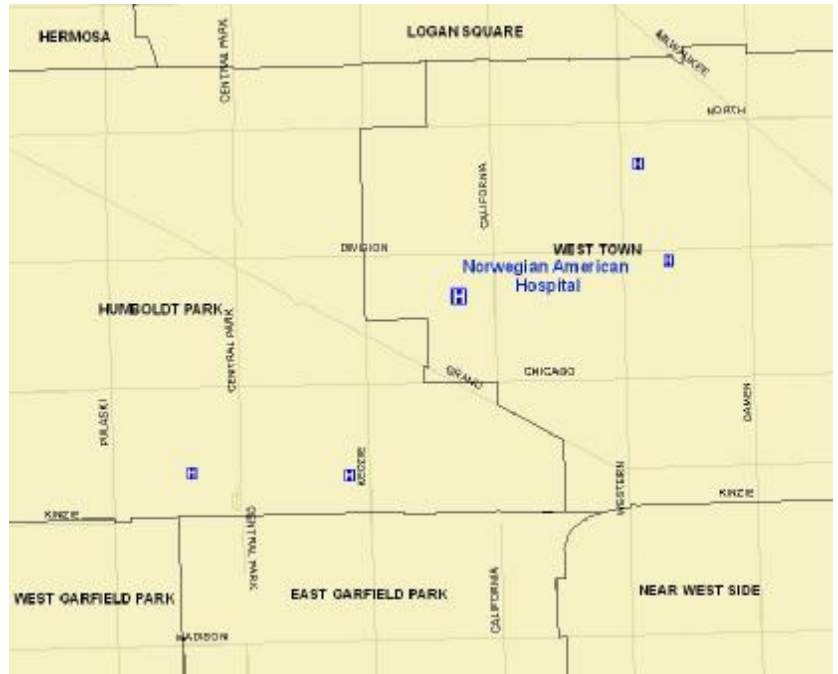 HERMOSA
LOGAN SQUARE
CENTRAL PARK
MILWAUKEE
NORTH
CALIFORNIA
H
DIVISION
WEST TOWN
H
Norwegian American
Hospital
H
HUMBOLDT PARK
CENTRAL PARK
GRAND
CHICAGO
PULASKI
DAMEN
H
H
KEDZIE
WESTERN
KINZIE
KINZIE
CENTRAL PARK
WEST GARFIELD PARK
EAST GARFIELD PARK
CALIFORNIA
NEAR WEST SIDE
MADISON